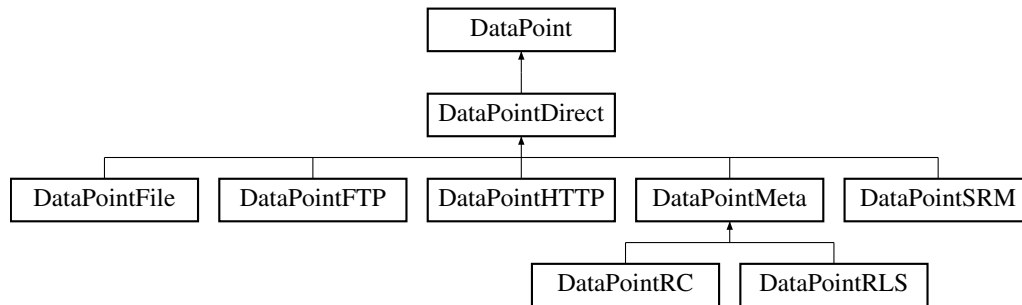 DataPoint
DataPointDirect
DataPointFile DataPointFTP DataPointHTTP DataPointMeta DataPointSRM
DataPointRC DataPointRLS